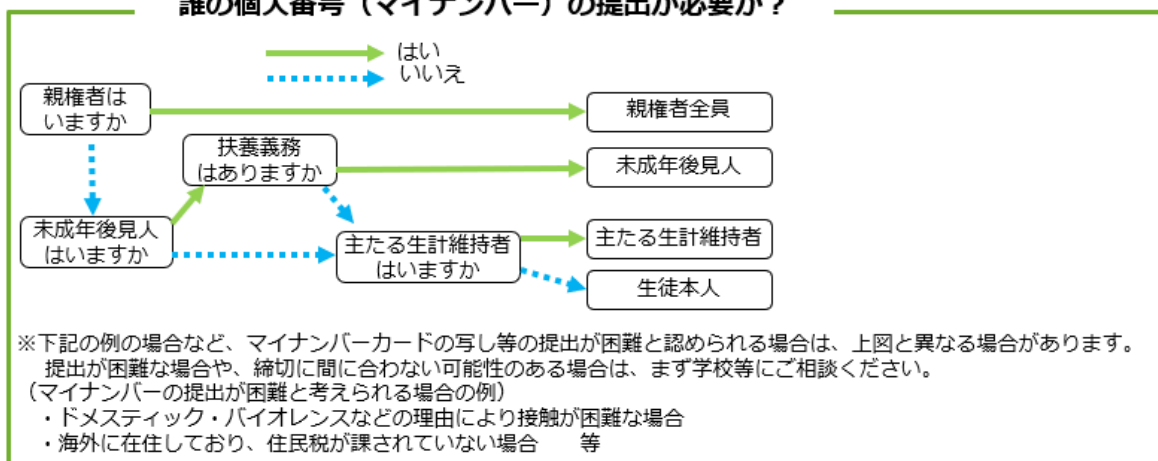 誰の個人番号（マイナンバー）の提出が必要か？
はい
いいえ
親権者は
いますか
親権者全員
扶養義務
はありますか
未成年後見人
未成年後見人
はいますか
主たる生計維持者
はいますか
主たる生計維持者
生徒本人
※下記の例の場合など、マイナンバーカードの写し等の提出が困難と認められる場合は、上図と異なる場合があります。
提出が困難な場合や、締切に間に合わない可能性のある場合は、まず学校等にご相談ください。
（マイナンバーの提出が困難と考えられる場合の例）
・ドメスティック・バイオレンスなどの理由により接触が困難な場合
・海外に在住しており、住民税が課されていない場合　　等